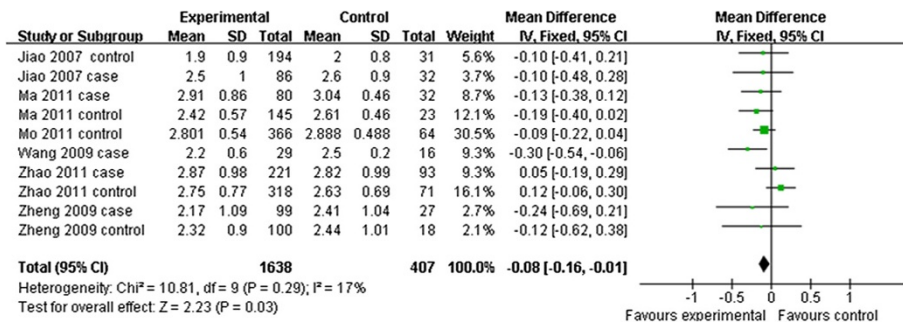 Experimental Control Mean Difference Mean Difference
Study or Subgroup Mean SD Total Mean SD Total Weight IV, Fixed, 95% CI IV, Fixed, 95% CI
Jiao 2007 control 1.9 0.9 194 2 0.8 31 5.6% -0.10 [-0.41, 0.21]
Jiao 2007 case 2.5 1 86 2.6 0.9 32 3.7% -0.10 [-0.48, 0.28]
Ma 2011 case 2.91 0.86 80 3.04 0.46 32 8.7% -0.13 [-0.38, 0.12]
Ma 2011 control 2.42 0.57 145 2.61 0.46 23 12.1% -0.19 [-0.40, 0.02]
Mo 2011 control 2.801 0.54 366 2.888 0.488 64 30.5% -0.09 [-0.22, 0.04]
Wang 2009 case 2.2 0.6 29 2.5 0.2 16 9.3% -0.30 [-0.54, -0.06]
Zhao 2011 case 2.87 0.98 221 2.82 0.99 93 9.3% 0.05 [-0.19, 0.29]
Zhao 2011 control 2.75 0.77 318 2.63 0.69 71 16.1% 0.12 [-0.06, 0.30]
Zheng 2009 case 2.17 1.09 99 2.41 1.04 27 2.7% -0.24 [-0.69, 0.21]
Zheng 2009 control 2.32 0.9 100 2.44 1.01 18 2.1% -0.12 [-0.62, 0.38]
Total (95% CI) 1638 407 100.0% -0.08 [-0.16, -0.01]
Heterogeneity: Chi² = 10.81, df = 9 (P = 0.29); I² = 17%
Test for overall effect: Z = 2.23 (P = 0.03)
-1 -0.5 0 0.5 1
Favours experimental Favours control